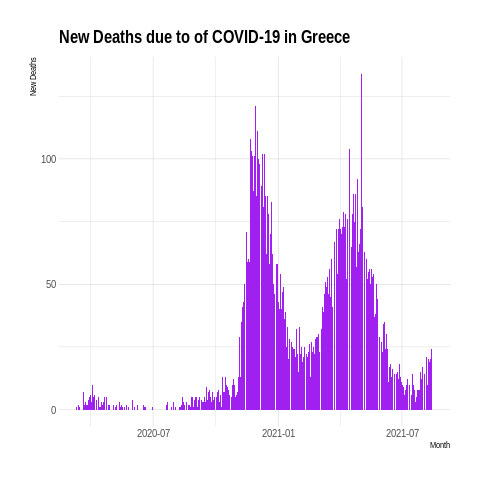 New Deaths due to of COVID-19 in Greece
New Deaths
100
50
0
2020-07
2021-01
2021-07
Month